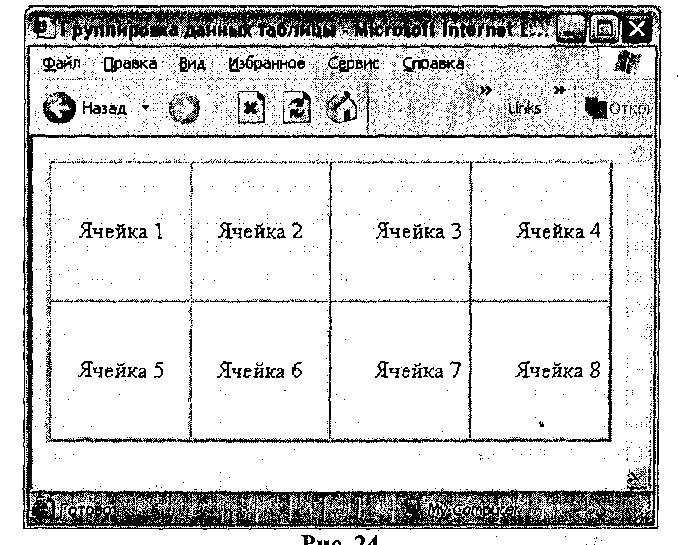 Группировка данных таблицы - Microsoft Internet E...
Файл Правка Вид Избранное Сервис Справка
Назад » Links »
Ячейка 1 Ячейка 2 Ячейка 3 Ячейка 4
Ячейка 5 Ячейка 6 Ячейка 7 Ячейка 8
Готово My Computer
Рис. 24